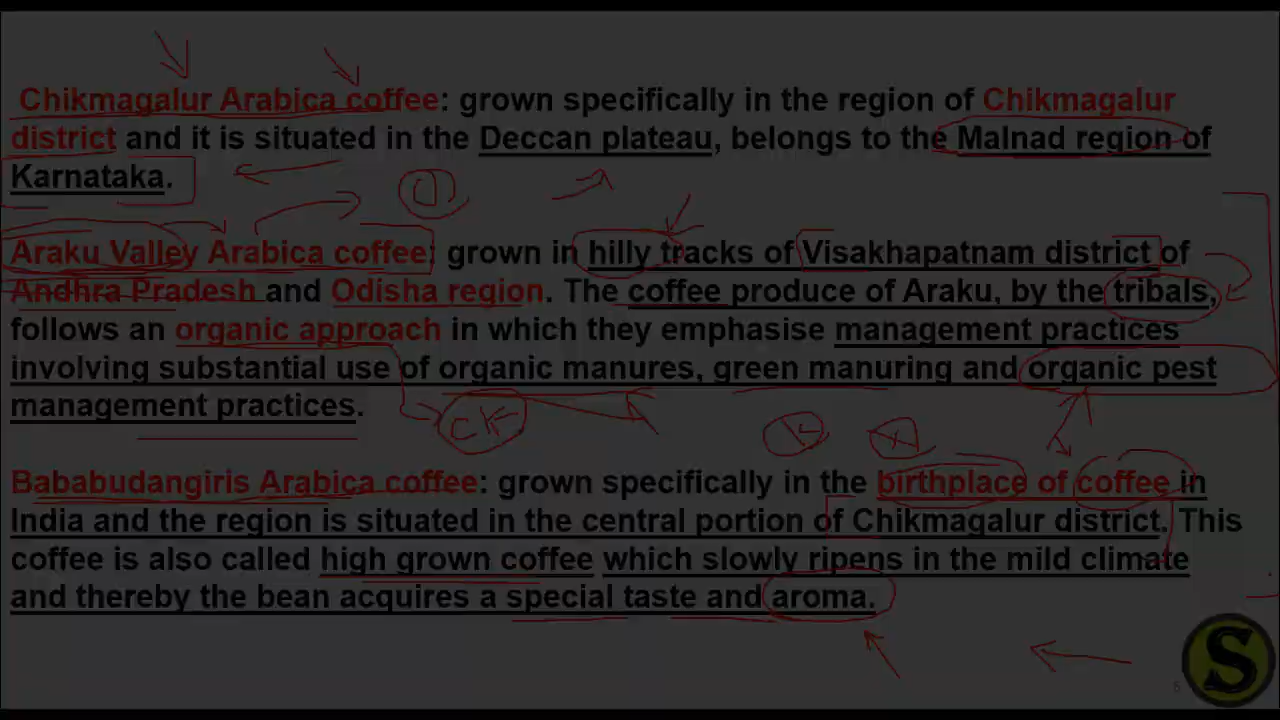 Chikmagalur Arabica coffee: grown specifically in the region of Chikmagalur
district and it is situated in the Deccan plateau, belongs to the Malnad region of
Karnataka.
Araku Valley Arabica coffee: grown in hilly tracks of Visakhapatnam district of
Andhra Pradesh and Odisha region. The coffee produce of Araku, by the tribals,
follows an organic approach in which they emphasise management practices
involving substantial use of organic manures, green manuring and organic pest
management practices.
Bababudangiris Arabica coffee: grown specifically in the birthplace of coffee in
India and the region is situated in the central portion of Chikmagalur district. This
coffee is also called high grown coffee which slowly ripens in the mild climate
and thereby the bean acquires a special taste and aroma.
S